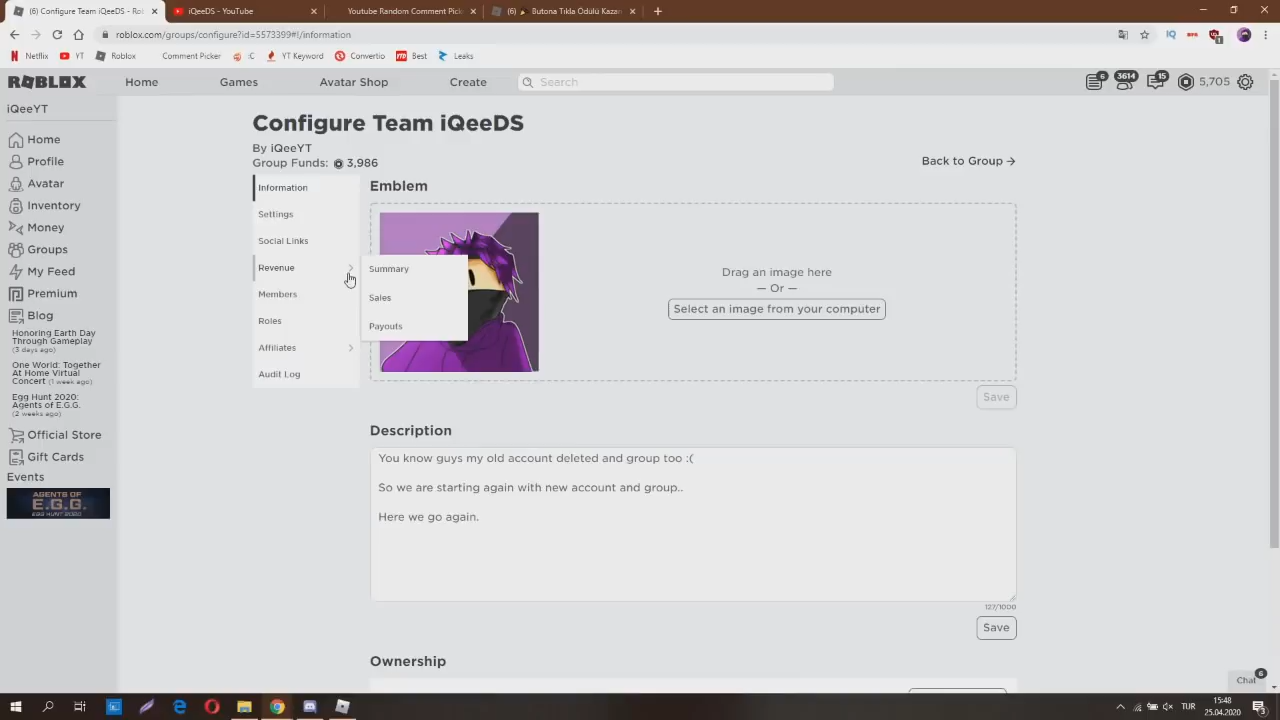 (6) Configure Team iQeeDS - Ro
iQeeDS - YouTube
Youtube Random Comment Picke
(6) Butona Tıkla Ödülü Kazan
roblox.com/groups/configure?id=5573399#!/information
Netflix
YT
Roblox
Comment Picker
:C
YT Keyword
Convertio
Best
Leaks
ROBLOX
Home
Games
Avatar Shop
Create
Search
6
3614
15
5,705
iQeeYT
Home
Profile
Avatar
Inventory
Money
Groups
My Feed
Premium
Blog
Honoring Earth Day
Through Gameplay
(3 days ago)
One World: Together
At Home Virtual
Concert (1 week ago)
Egg Hunt 2020:
Agents of E.G.G.
(2 weeks ago)
Official Store
Gift Cards
Events
AGENTS OF
E.G.G.
EGG HUNT 2020
Configure Team iQeeDS
By iQeeYT
Group Funds: 3,986
Back to Group →
Information
Settings
Social Links
Revenue
Members
Roles
Affiliates
Audit Log
Summary
Sales
Payouts
Emblem
Drag an image here
— Or —
Select an image from your computer
Save
Description
You know guys my old account deleted and group too :(
So we are starting again with new account and group..
Here we go again.
127/1000
Save
Ownership
Chat
6
TUR
15:48
25.04.2020
3